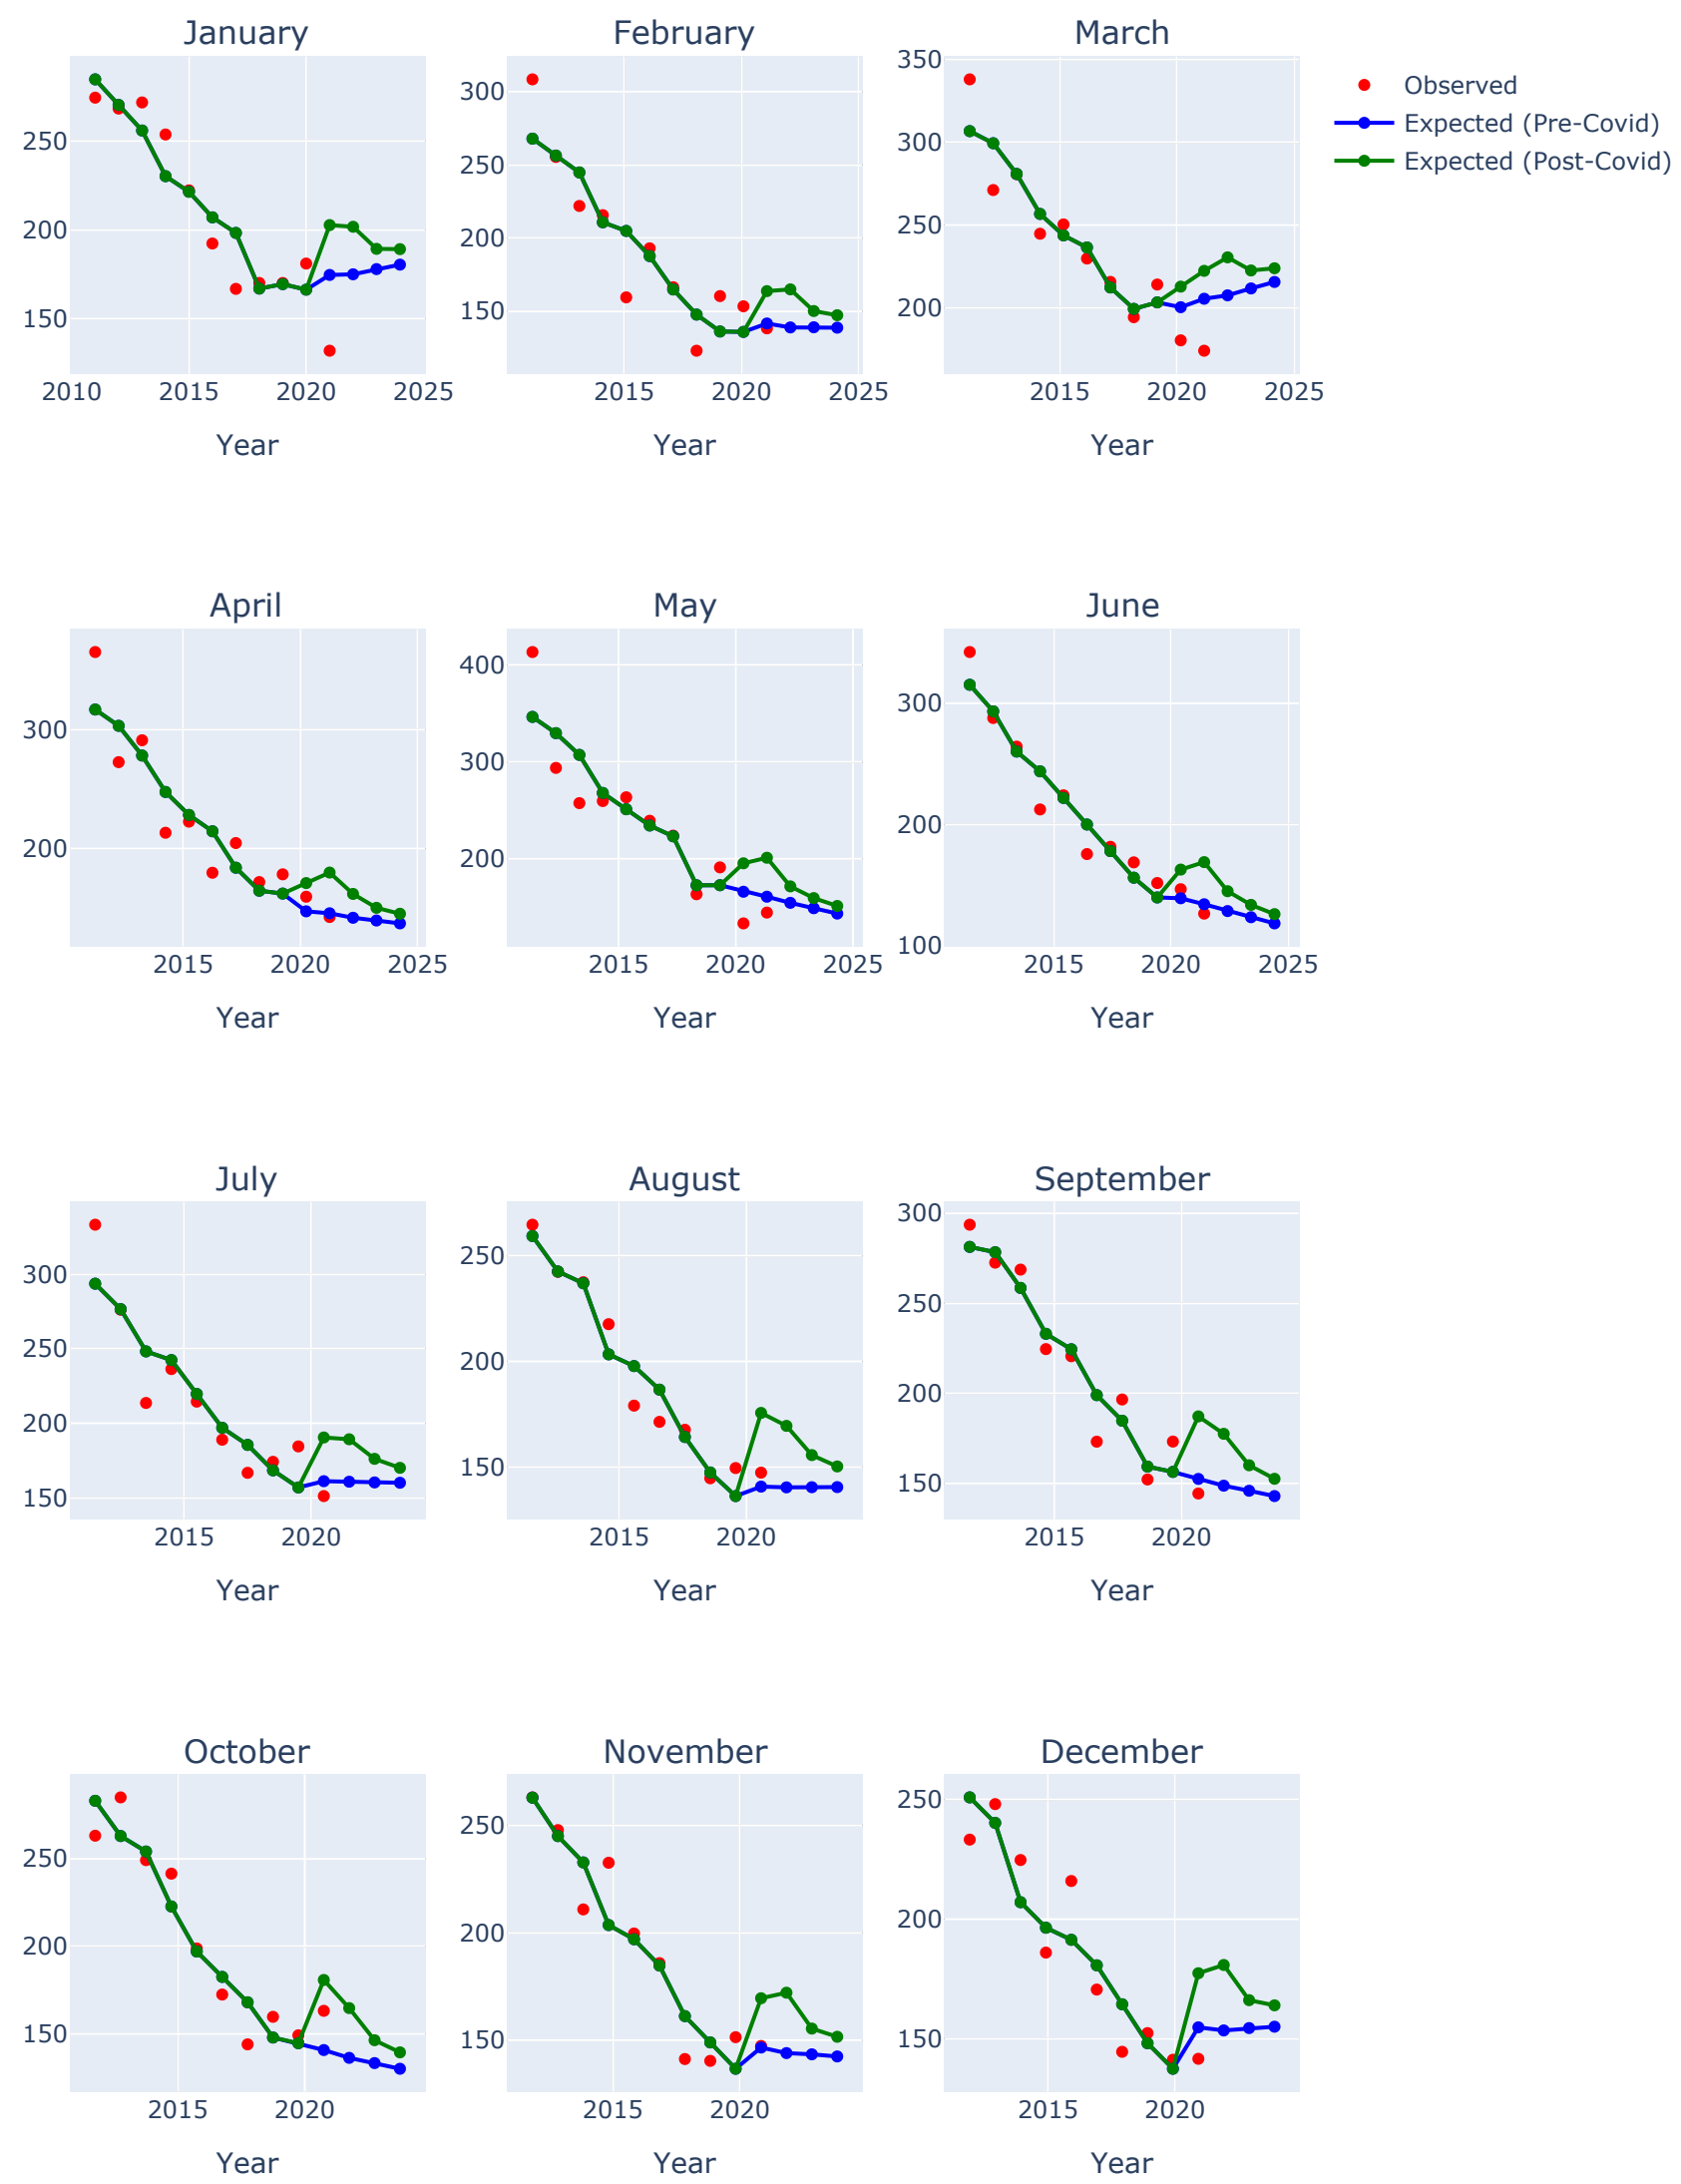 January February March
350
300
250
200
150
2010 2015 2020 2025
Year
300
250
200
150
2015 2020 2025
Year
250
200
150
2015 2020 2025
Year
Observed
Expected (Pre-Covid)
Expected (Post-Covid)
April May June
300
200
2015 2020 2025
Year
400
300
200
2015 2020 2025
Year
300
200
100
2015 2020 2025
Year
July August September
300
250
200
150
2015 2020
Year
250
200
150
2015 2020
Year
300
250
200
150
2015 2020
Year
October November December
250
200
150
2015 2020
Year
250
200
150
2015 2020
Year
250
200
150
2015 2020
Year